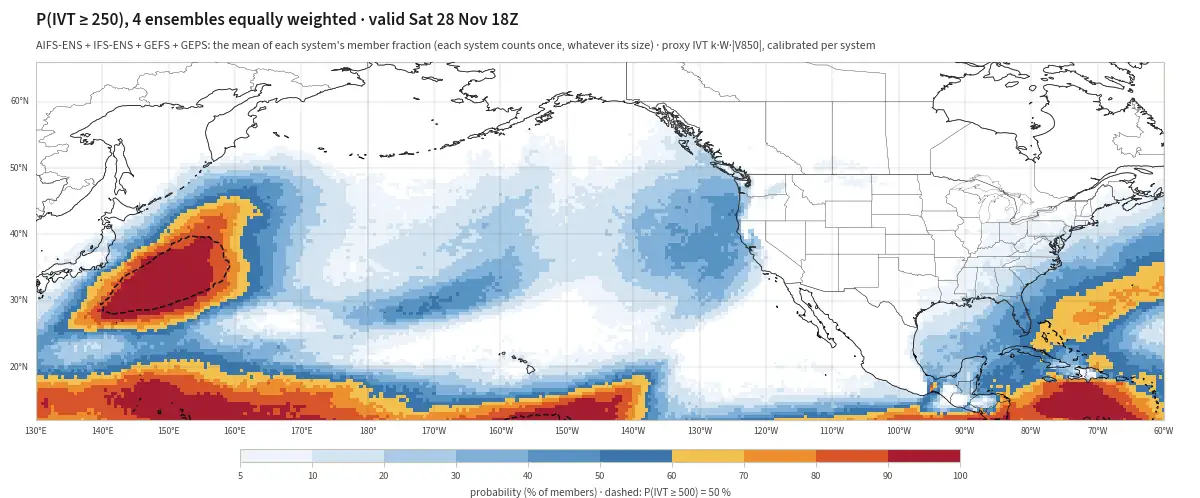 P(IVT ≥ 250), 4 ensembles equally weighted · valid Sat 28 Nov 18Z
AIFS-ENS + IFS-ENS + GEFS + GEPS: the mean of each system's member fraction (each system counts once, whatever its size) · proxy IVT k·W·|V850|, calibrated per system
60°N
50°N
40°N
30°N
20°N
130°E 140°E 150°E 160°E 170°E 180° 170°W 160°W 150°W 140°W 130°W 120°W 110°W 100°W 90°W 80°W 70°W 60°W
5 10 20 30 40 50 60 70 80 90 100
probability (% of members) · dashed: P(IVT ≥ 500) = 50 %